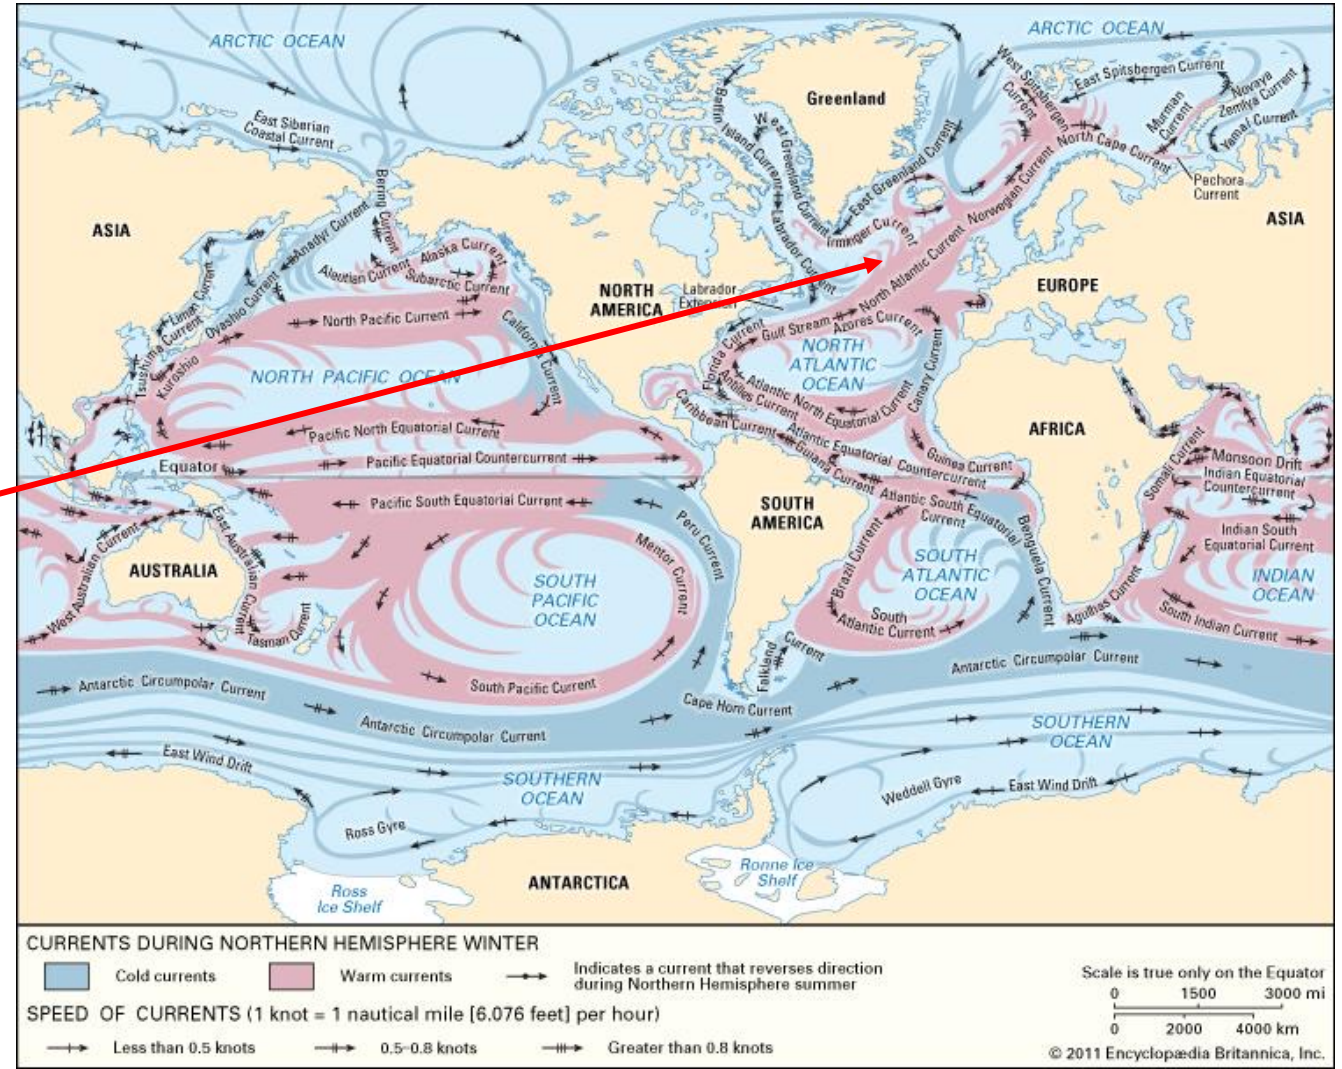 ARCTIC OCEAN
ARCTIC OCEAN
East Siberian
Coastal Current
Bering Current
Anadyr Current
Alaska Current
Aleutian Current
Subarctic Current
Oyashio Current
Liman Current
Tsushima Current
Kuroshio
North Pacific Current
California Current
NORTH PACIFIC OCEAN
Pacific North Equatorial Current
Pacific Equatorial Countercurrent
Equator
Pacific South Equatorial Current
ASIA
NORTH
AMERICA
Greenland
Baffin Island Current
West Greenland Current
East Greenland Current
Labrador Current
Irminger Current
Labrador
Extension
West Spitsbergen
Current
East Spitsbergen Current
Novaya
Zemlya Current
Murman
Current
Yamal Current
North Cape Current
Pechora
Current
Norwegian Current
North Atlantic Current
ASIA
EUROPE
Gulf Stream
Azores Current
Florida Current
NORTH
ATLANTIC
OCEAN
Antilles Current
Atlantic North Equatorial Current
Canary Current
Caribbean Current
Atlantic Equatorial Countercurrent
Guiana Current
Guinea Current
AFRICA
Atlantic South Equatorial
Current
Somali Current
Monsoon Drift
Indian Equatorial
Countercurrent
Indian South
Equatorial Current
INDIAN
OCEAN
South Indian Current
Agulhas Current
Benguela Current
SOUTH
AMERICA
SOUTH
ATLANTIC
OCEAN
Brazil Current
South
Atlantic Current
Falkland
Current
Peru Current
Mentor Current
SOUTH
PACIFIC
OCEAN
South Pacific Current
AUSTRALIA
West Australian Current
East Australian
Current
Tasman Current
Antarctic Circumpolar Current
Antarctic Circumpolar Current
Antarctic Circumpolar Current
Cape Horn Current
East Wind Drift
SOUTHERN
OCEAN
SOUTHERN
OCEAN
Ross Gyre
Weddell Gyre
East Wind Drift
Ross
Ice Shelf
ANTARCTICA
Ronne Ice
Shelf
CURRENTS DURING NORTHERN HEMISPHERE WINTER
Cold currents
Warm currents
Indicates a current that reverses direction
during Northern Hemisphere summer
SPEED OF CURRENTS (1 knot = 1 nautical mile [6.076 feet] per hour)
Less than 0.5 knots
0.5–0.8 knots
Greater than 0.8 knots
Scale is true only on the Equator
0 1500 3000 mi
0 2000 4000 km
© 2011 Encyclopædia Britannica, Inc.